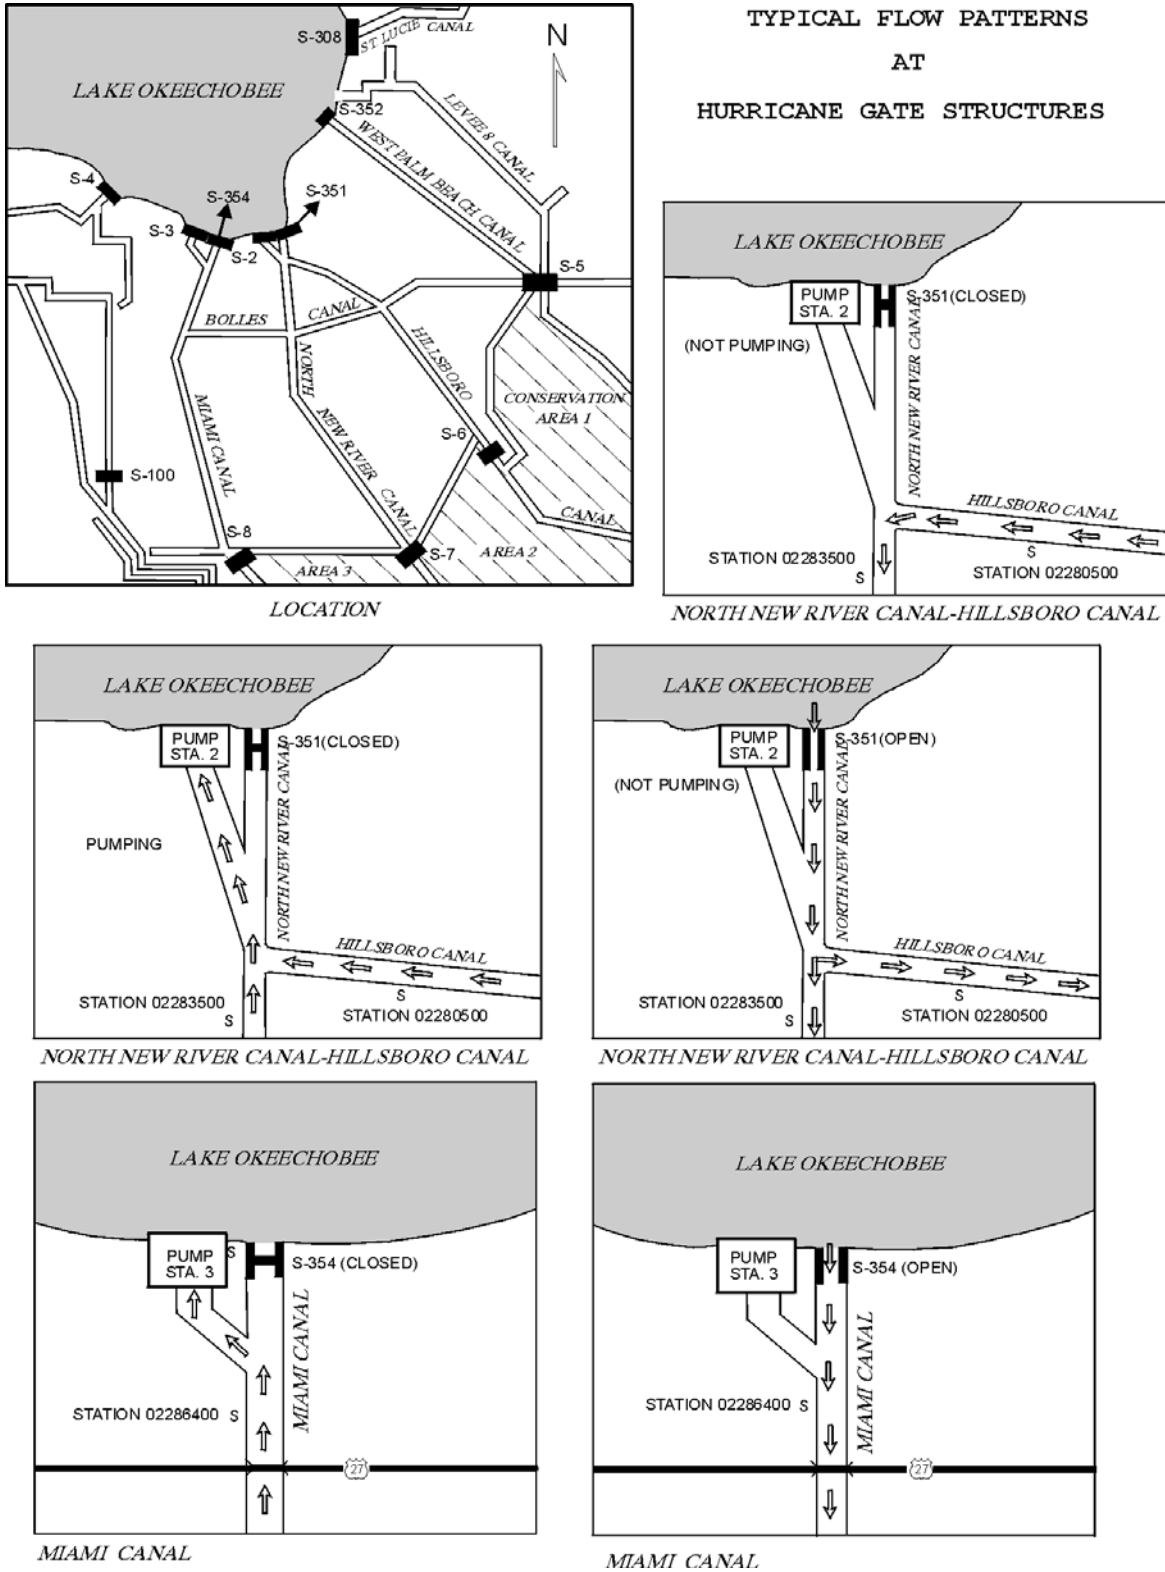 TYPICAL FLOW PATTERNS
AT
HURRICANE GATE STRUCTURES
S-308
ST LUCIE CANAL
N
LAKE OKEECHOBEE
S-352
LEVEE 8 CANAL
WEST PALM BEACH CANAL
S-4
S-354
S-351
S-3
S-2
S-5
BOLLES CANAL
HILLSBORO CANAL
NORTH NEW RIVER CANAL
MIAMI CANAL
CONSERVATION
AREA 1
S-6
S-100
S-8
S-7
AREA 2
AREA 3
LOCATION
LAKE OKEECHOBEE
PUMP
STA. 2
S-351(CLOSED)
(NOT PUMPING)
NORTH NEW RIVER CANAL
HILLSBORO CANAL
STATION 02283500
S
S
STATION 02280500
NORTH NEW RIVER CANAL-HILLSBORO CANAL
LAKE OKEECHOBEE
PUMP
STA. 2
S-351(CLOSED)
PUMPING
NORTH NEW RIVER CANAL
HILLSBORO CANAL
STATION 02283500
S
S
STATION 02280500
NORTH NEW RIVER CANAL-HILLSBORO CANAL
LAKE OKEECHOBEE
PUMP
STA. 2
S-351(OPEN)
(NOT PUMPING)
NORTH NEW RIVER CANAL
HILLSBORO CANAL
STATION 02283500
S
S
STATION 02280500
NORTH NEW RIVER CANAL-HILLSBORO CANAL
LAKE OKEECHOBEE
PUMP
STA. 3
S
S-354 (CLOSED)
MIAMI CANAL
STATION 02286400 S
27
MIAMI CANAL
LAKE OKEECHOBEE
PUMP
STA. 3
S-354 (OPEN)
MIAMI CANAL
STATION 02286400 S
27
MIAMI CANAL